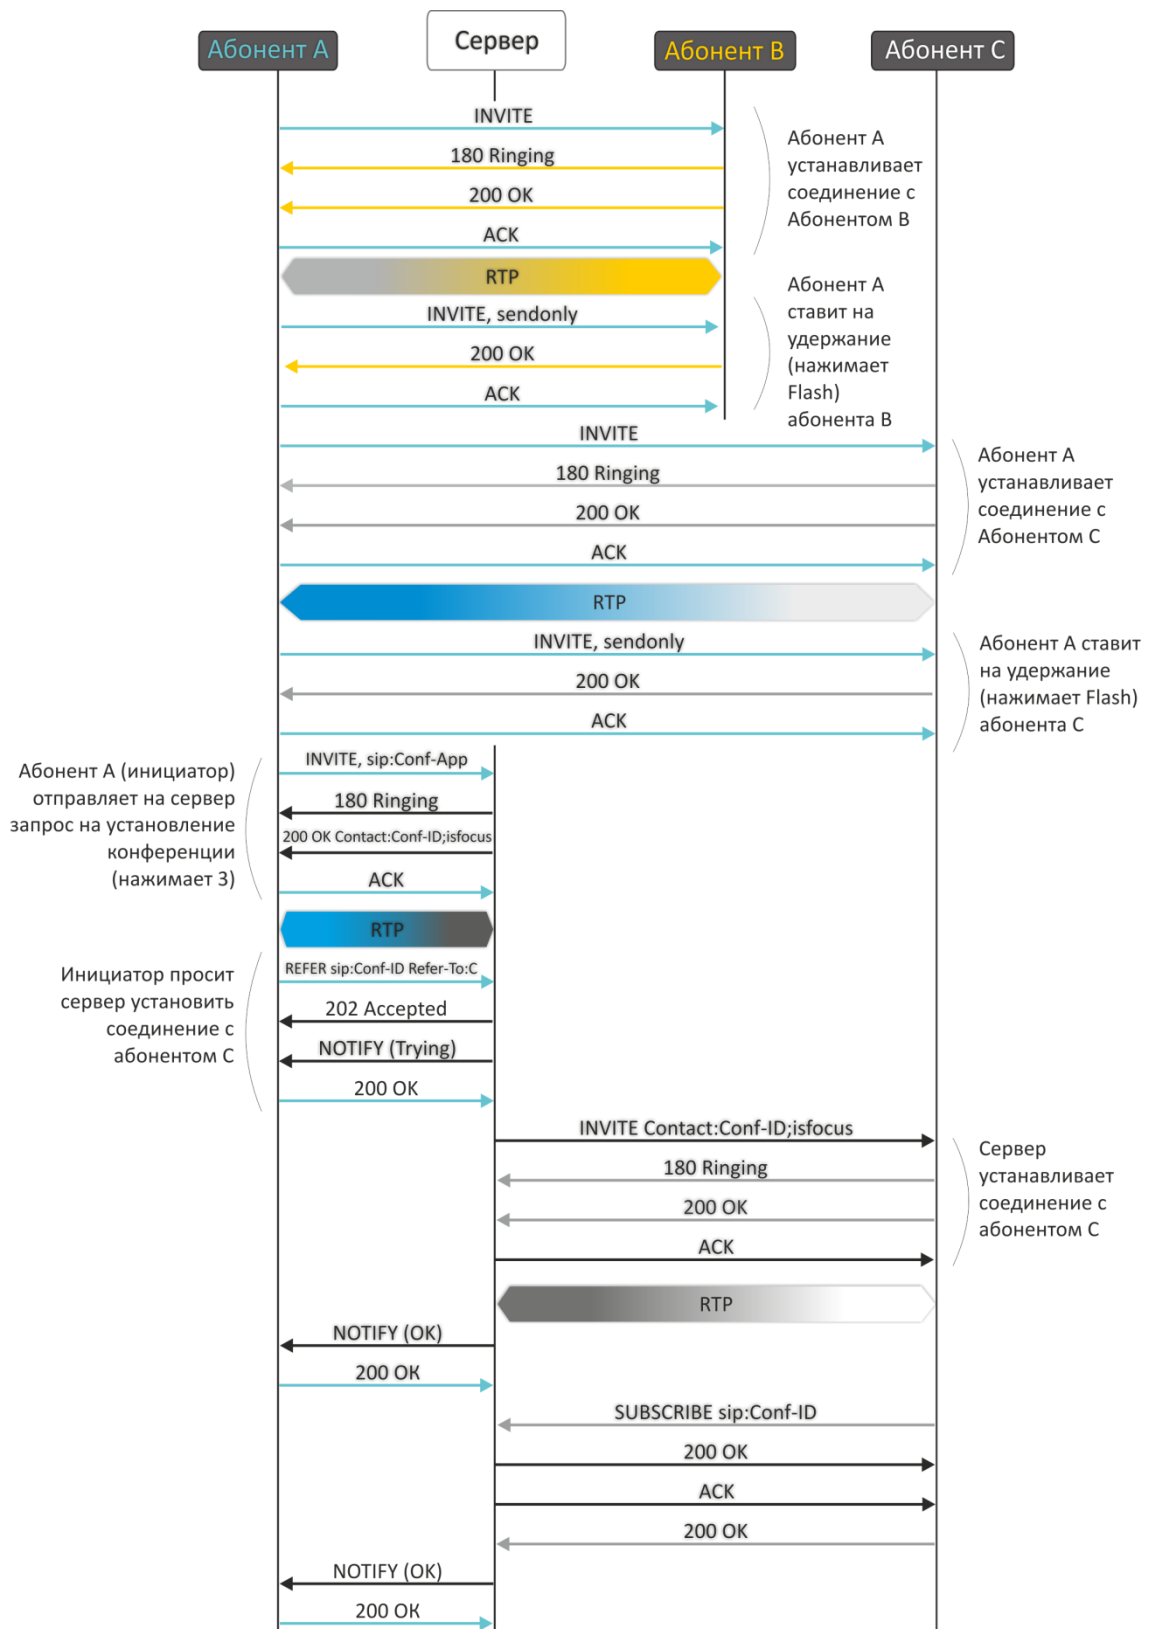 Абонент A
Сервер
Абонент B
Абонент C
INVITE
180 Ringing
200 OK
ACK
Абонент A
устанавливает
соединение с
Абонентом B
RTP
INVITE, sendonly
200 OK
ACK
Абонент A
ставит на
удержание
(нажимает
Flash)
абонента B
INVITE
180 Ringing
200 OK
ACK
Абонент A
устанавливает
соединение с
Абонентом C
RTP
INVITE, sendonly
200 OK
ACK
Абонент A ставит
на удержание
(нажимает Flash)
абонента C
Абонент A (инициатор)
отправляет на сервер
запрос на установление
конференции
(нажимает 3)
INVITE, sip:Conf-App
180 Ringing
200 OK Contact:Conf-ID;isfocus
ACK
RTP
Инициатор просит
сервер установить
соединение с
абонентом C
REFER sip:Conf-ID Refer-To:C
202 Accepted
NOTIFY (Trying)
200 OK
INVITE Contact:Conf-ID;isfocus
180 Ringing
200 OK
ACK
Сервер
устанавливает
соединение с
абонентом C
RTP
NOTIFY (OK)
200 OK
SUBSCRIBE sip:Conf-ID
200 OK
ACK
200 OK
NOTIFY (OK)
200 OK